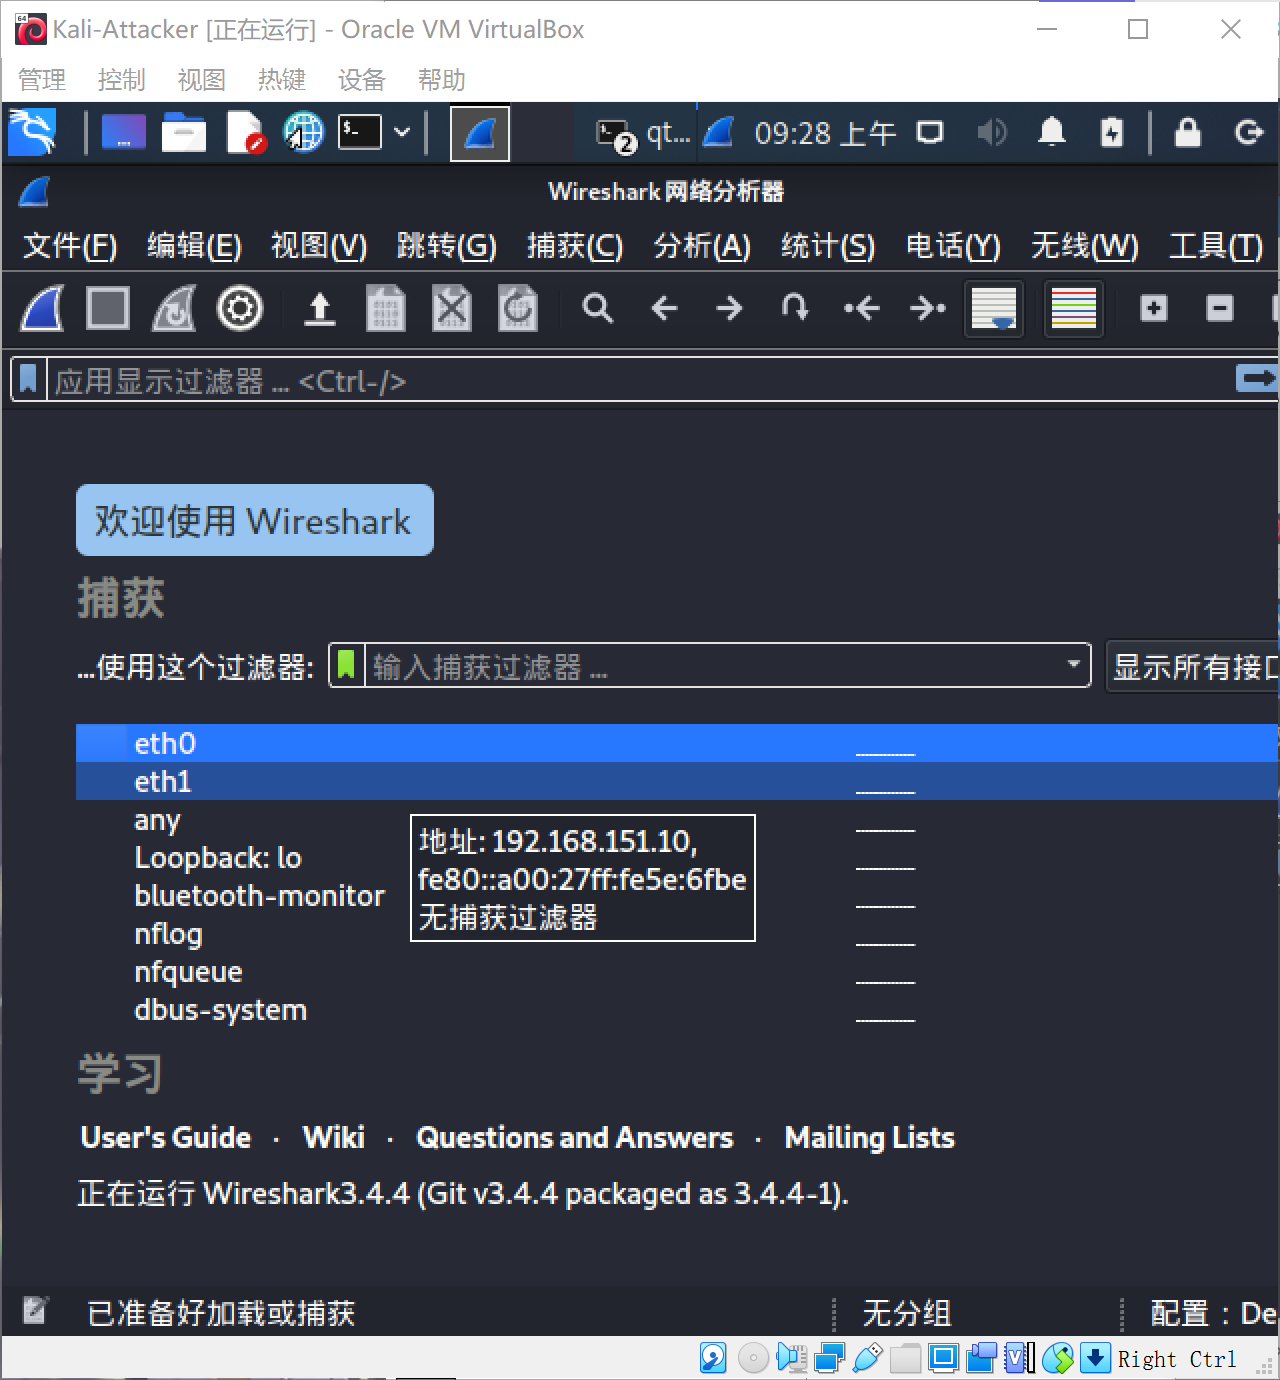 Kali-Attacker [正在运行] - Oracle VM VirtualBox
管理 控制 视图 热键 设备 帮助
$- 2 qt... 09:28 上午
Wireshark 网络分析器
文件(F) 编辑(E) 视图(V) 跳转(G) 捕获(C) 分析(A) 统计(S) 电话(Y) 无线(W) 工具(T)
应用显示过滤器 ... <Ctrl-/>
欢迎使用 Wireshark
捕获
...使用这个过滤器: 输入捕获过滤器 ... 显示所有接口
eth0
eth1
any
Loopback: lo
bluetooth-monitor
nflog
nfqueue
dbus-system
地址: 192.168.151.10,
fe80::a00:27ff:fe5e:6fbe
无捕获过滤器
学习
User's Guide · Wiki · Questions and Answers · Mailing Lists
正在运行 Wireshark3.4.4 (Git v3.4.4 packaged as 3.4.4-1).
已准备好加载或捕获 无分组 配置：De
Right Ctrl